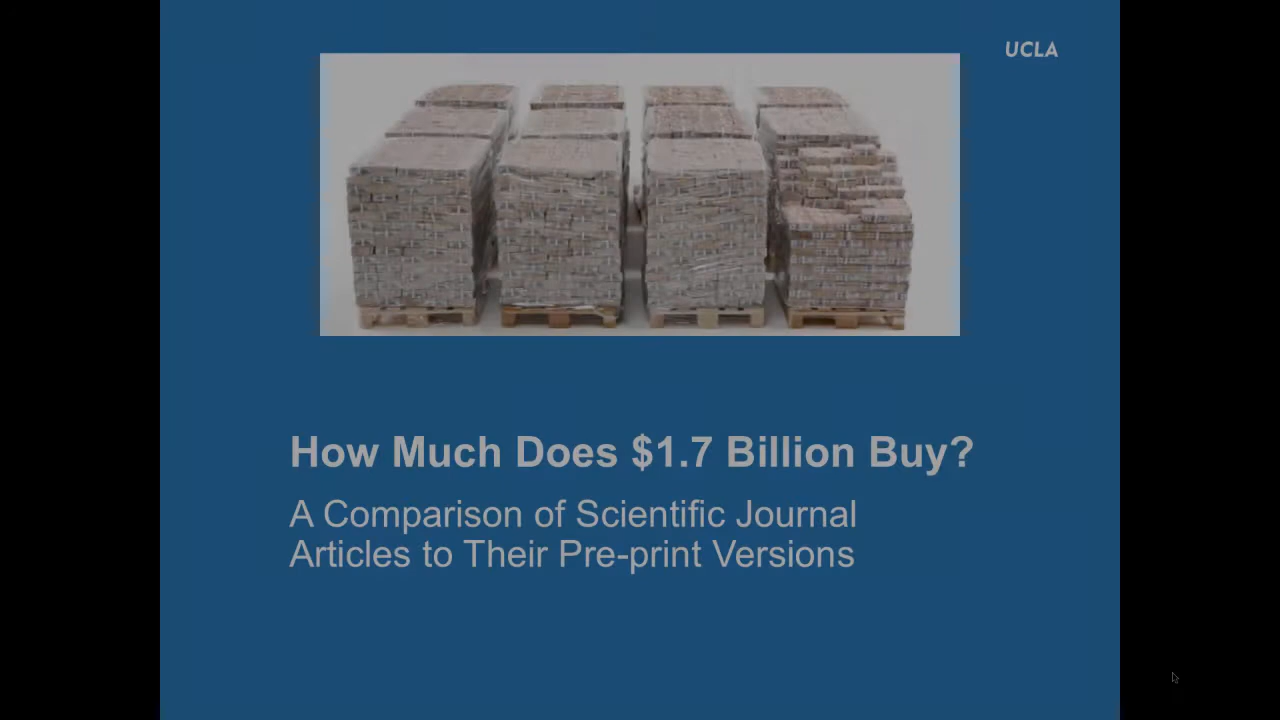 UCLA
How Much Does $1.7 Billion Buy?
A Comparison of Scientific Journal
Articles to Their Pre-print Versions